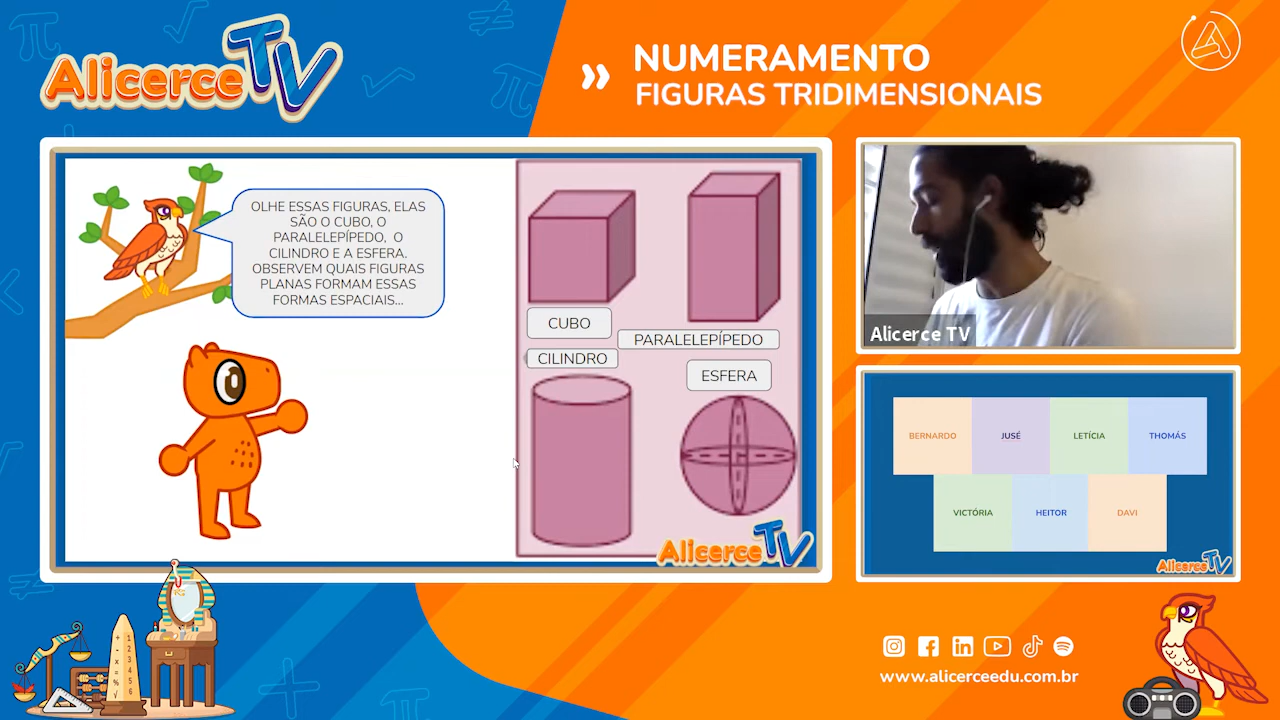 Alicerce TV
NUMERAMENTO
FIGURAS TRIDIMENSIONAIS
OLHE ESSAS FIGURAS, ELAS
SÃO O CUBO, O
PARALELEPÍPEDO, O
CILINDRO E A ESFERA.
OBSERVEM QUAIS FIGURAS
PLANAS FORMAM ESSAS
FORMAS ESPACIAIS...
CUBO
PARALELEPÍPEDO
CILINDRO
ESFERA
Alicerce TV
Alicerce TV
BERNARDO
JUSÉ
LETÍCIA
THOMÁS
VICTÓRIA
HEITOR
DAVI
Alicerce TV
www.alicerceedu.com.br